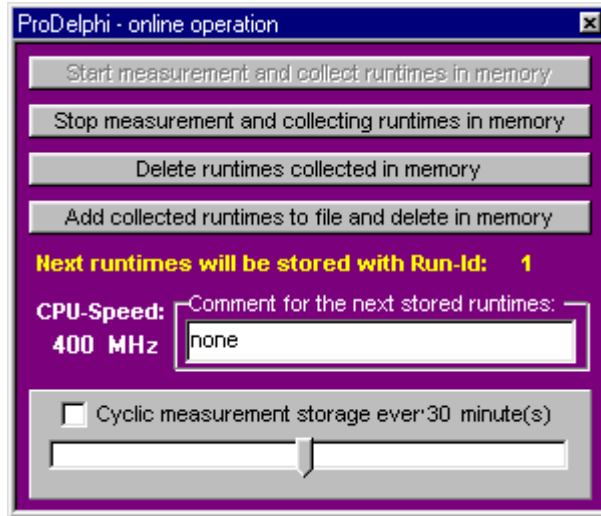 ProDelphi - online operation
Start measurement and collect runtimes in memory
Stop measurement and collecting runtimes in memory
Delete runtimes collected in memory
Add collected runtimes to file and delete in memory
Next runtimes will be stored with Run-Id: 1
Comment for the next stored runtimes:
CPU-Speed:
400 MHz
none
Cyclic measurement storage ever 30 minute(s)